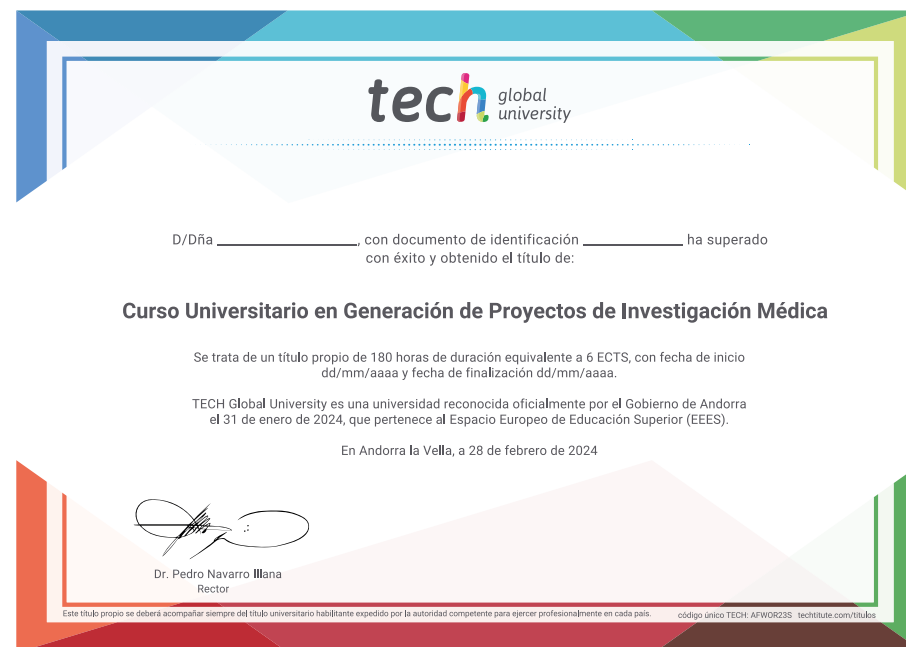 tech global university
D/Dña ______________, con documento de identificación __________ ha superado
con éxito y obtenido el título de:
Curso Universitario en Generación de Proyectos de Investigación Médica
Se trata de un título propio de 180 horas de duración equivalente a 6 ECTS, con fecha de inicio
dd/mm/aaaa y fecha de finalización dd/mm/aaaa.
TECH Global University es una universidad reconocida oficialmente por el Gobierno de Andorra
el 31 de enero de 2024, que pertenece al Espacio Europeo de Educación Superior (EEES).
En Andorra la Vella, a 28 de febrero de 2024
Dr. Pedro Navarro Illana
Rector
Este título propio se deberá acompañar siempre del título universitario habilitante expedido por la autoridad competente para ejercer profesionalmente en cada país.
código único TECH: AFWOR23S techtitute.com/titulos